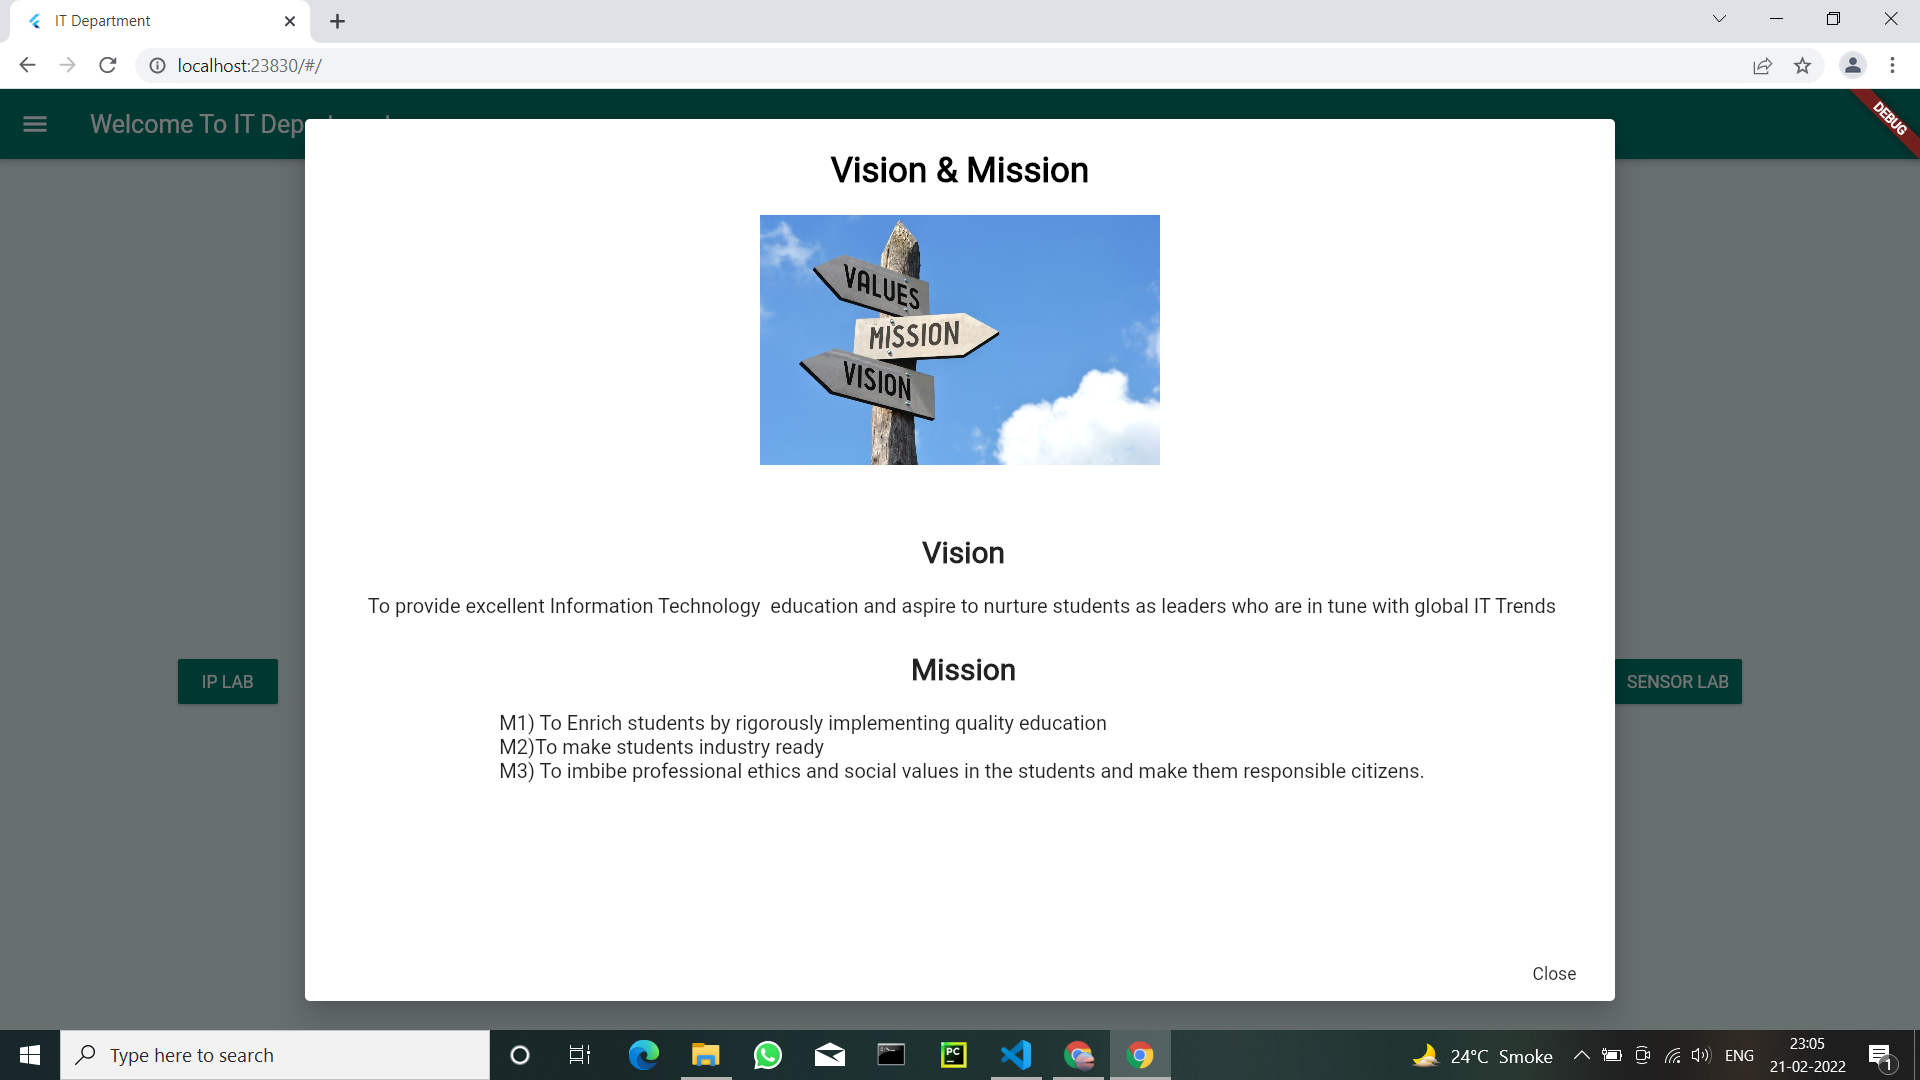 IT Department
localhost:23830/#/
Welcome To IT Dep
DEBUG
Vision & Mission
VALUES
MISSION
VISION
Vision
To provide excellent Information Technology  education and aspire to nurture students as leaders who are in tune with global IT Trends
Mission
IP LAB
SENSOR LAB
M1) To Enrich students by rigorously implementing quality education
M2)To make students industry ready
M3) To imbibe professional ethics and social values in the students and make them responsible citizens.
Close
Type here to search
PC
24°C Smoke
ENG
23:05
21-02-2022
1